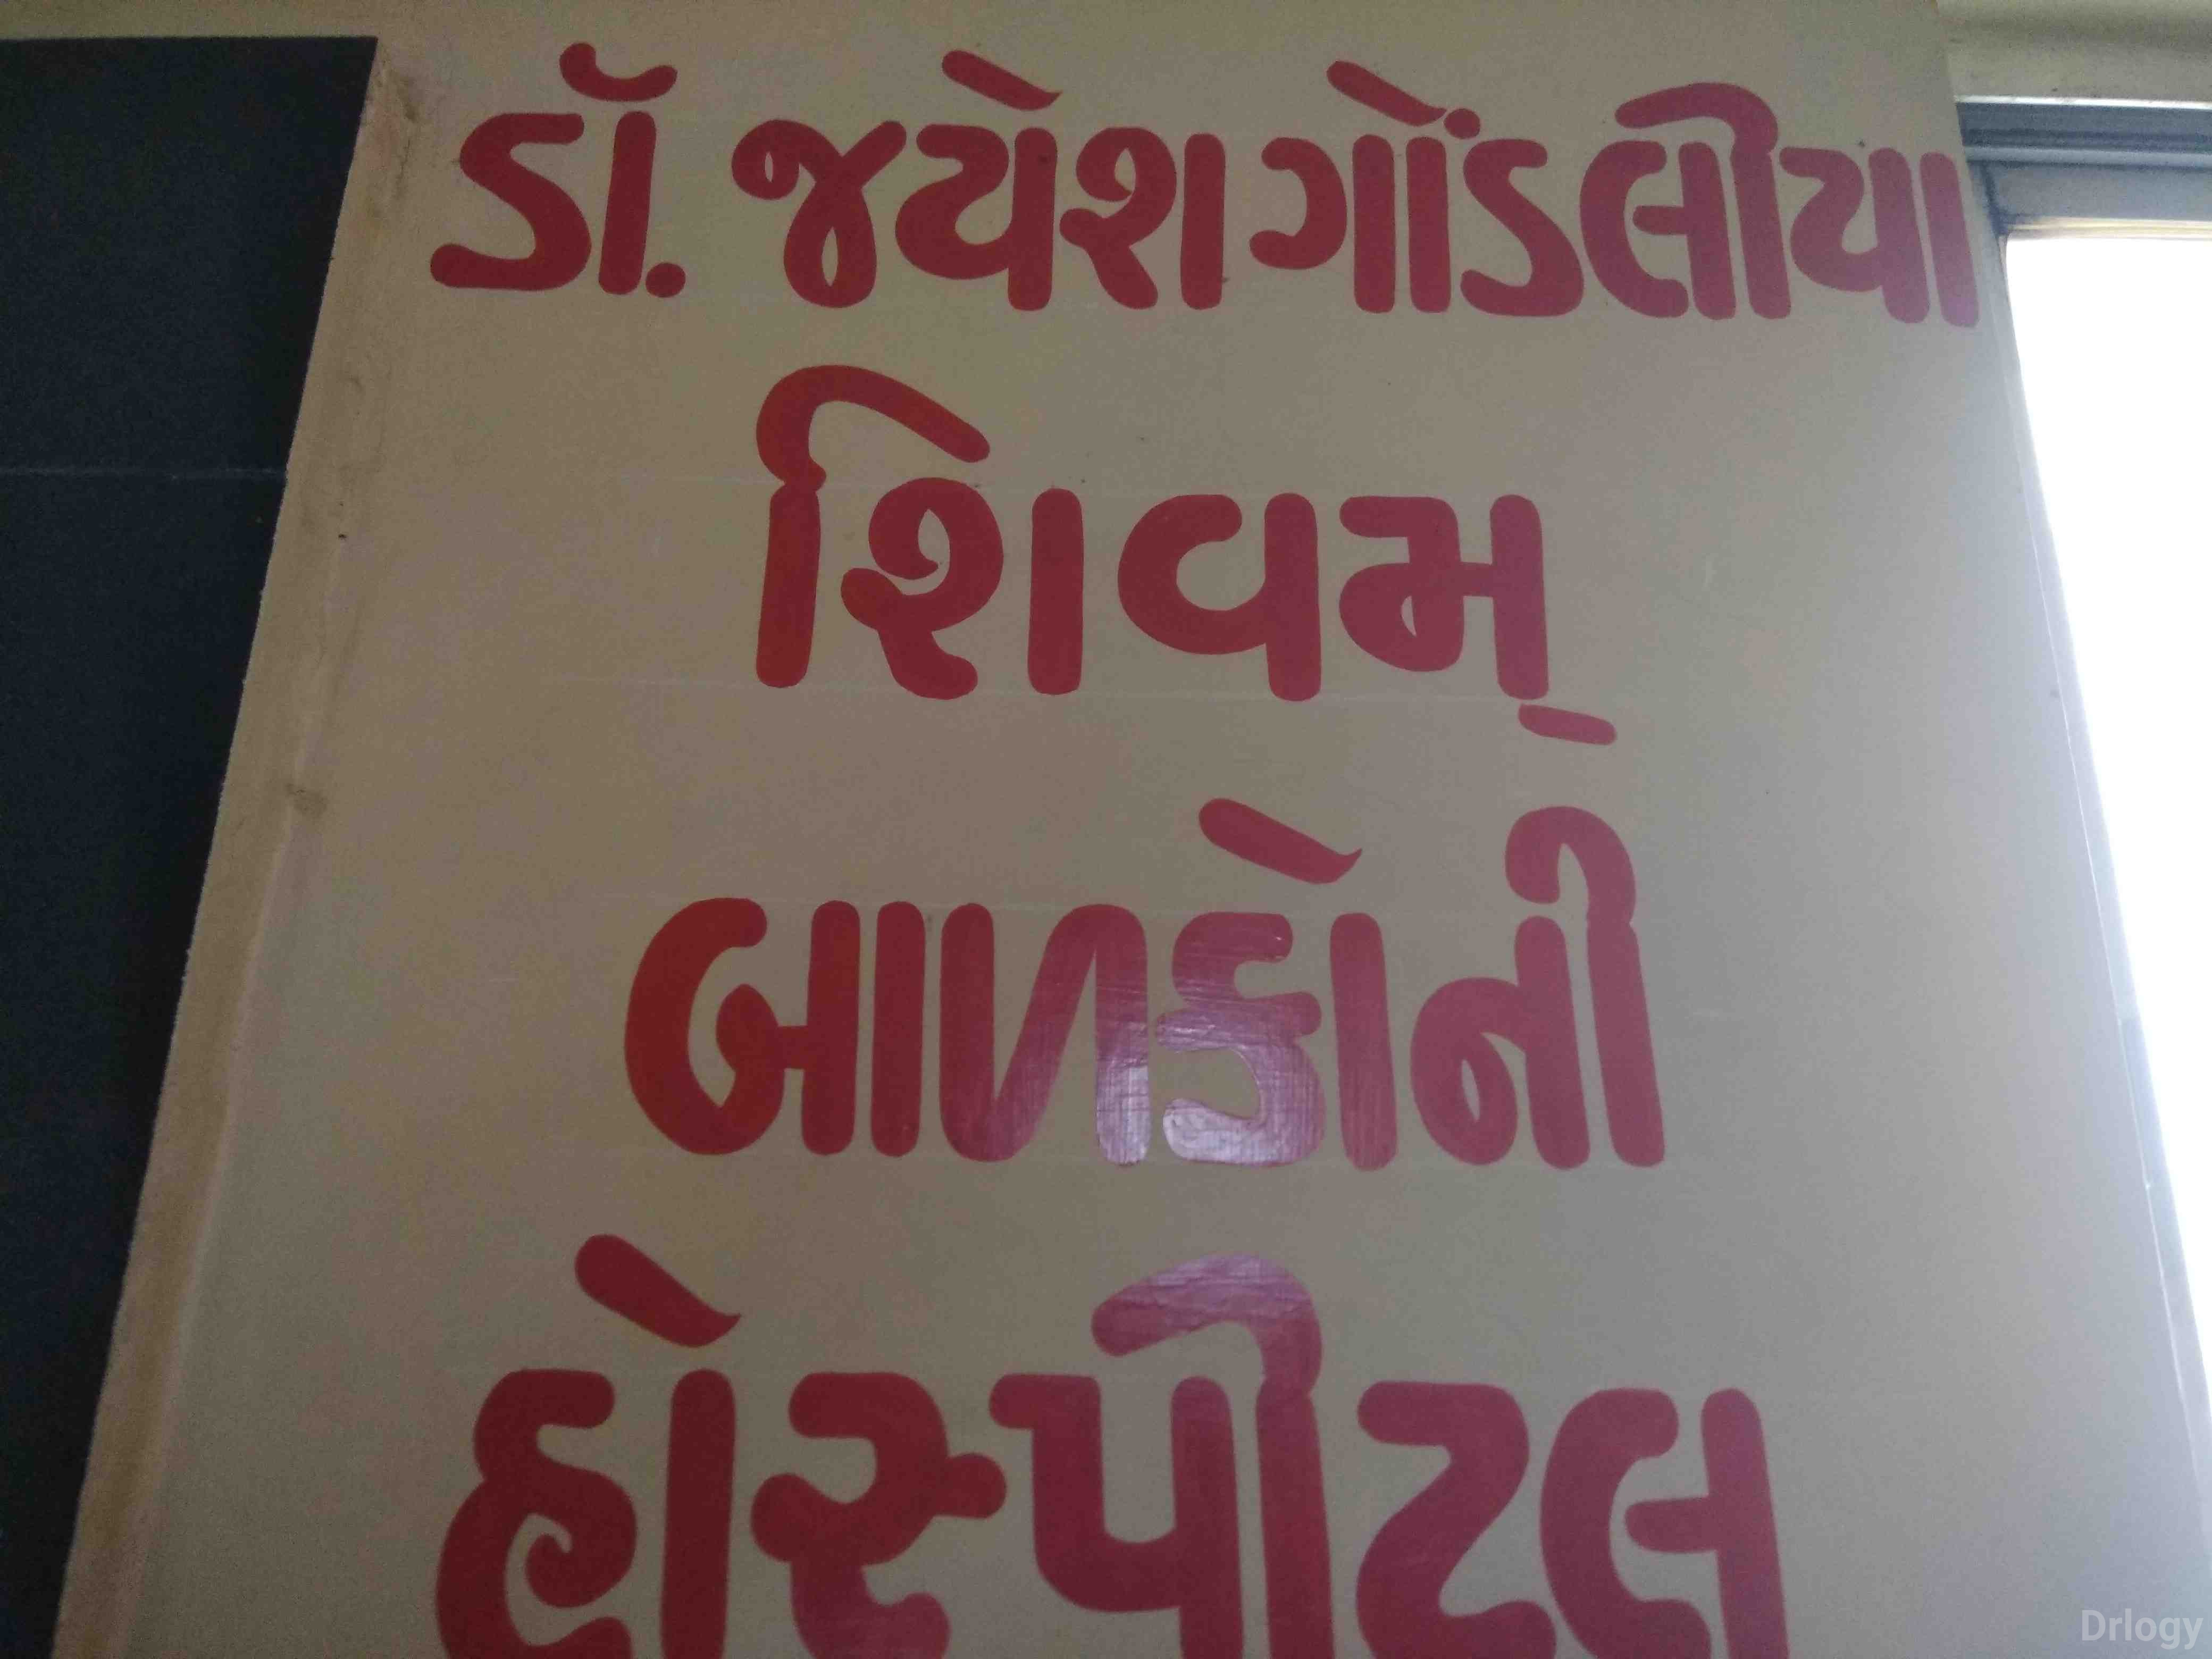 ડૉ. જયેશ ગોંડલીયા
શિવમ્
બાળકોની
હોસ્પીટલ
Drlogy